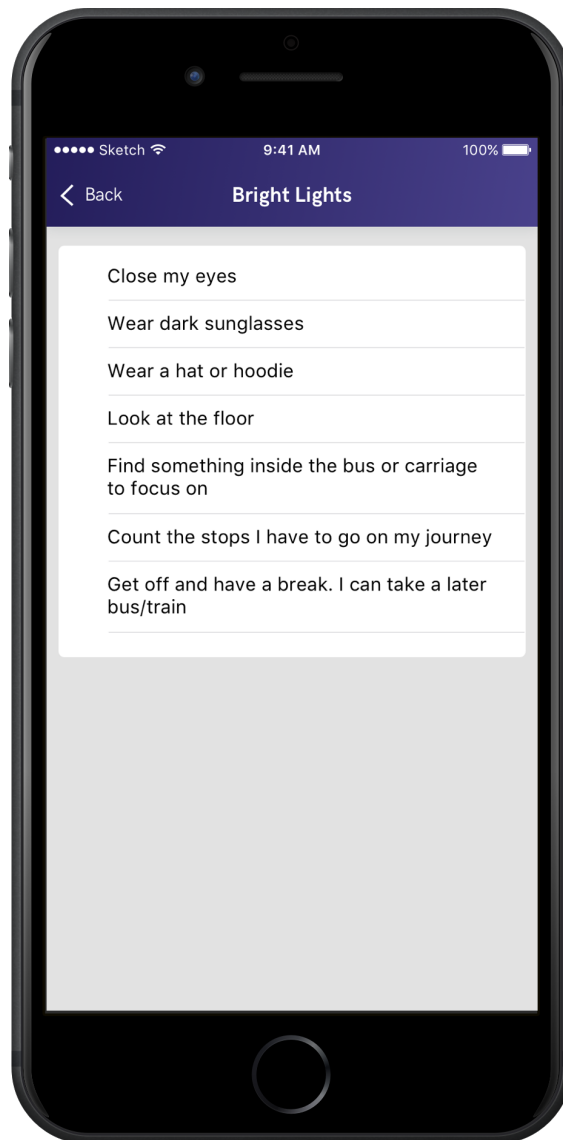 Sketch 9:41 AM 100%
Back Bright Lights
Close my eyes
Wear dark sunglasses
Wear a hat or hoodie
Look at the floor
Find something inside the bus or carriage
to focus on
Count the stops I have to go on my journey
Get off and have a break. I can take a later
bus/train